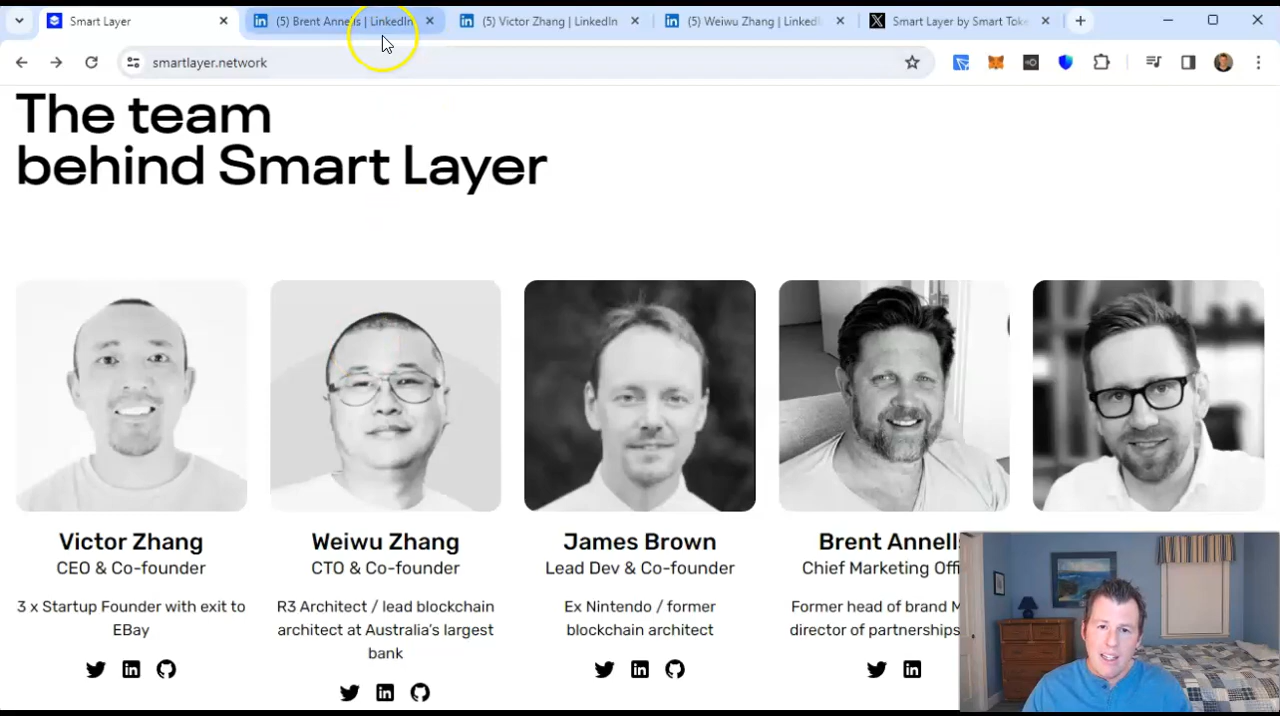 Smart Layer
(5) Brent Annells | LinkedIn
(5) Victor Zhang | LinkedIn
(5) Weiwu Zhang | Linked
Smart Layer by Smart Toke
smartlayer.network
The team
behind Smart Layer
Victor Zhang
CEO & Co-founder
3 x Startup Founder with exit to
EBay
Weiwu Zhang
CTO & Co-founder
R3 Architect / lead blockchain
architect at Australia's largest
bank
James Brown
Lead Dev & Co-founder
Ex Nintendo / former
blockchain architect
Brent Annells
Chief Marketing Offi
Former head of brand M
director of partnerships